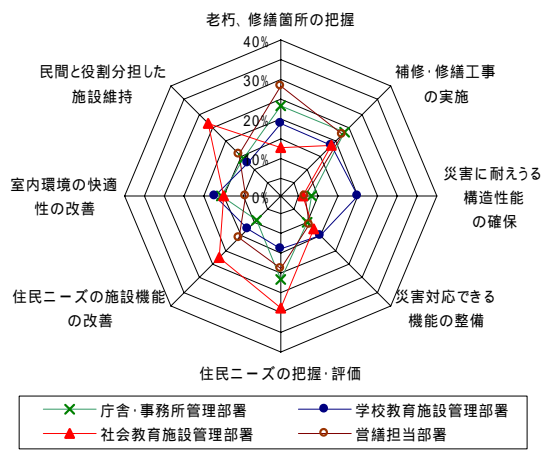 老朽、修繕箇所の把握
40%
30%
20%
10%
0%
補修・修繕工事
の実施
災害に耐えうる
構造性能
の確保
災害対応できる
機能の整備
住民ニーズの把握・評価
住民ニーズの施設機能
の改善
室内環境の快適
性の改善
民間と役割分担した
施設維持
庁舎・事務所管理部署
学校教育施設管理部署
社会教育施設管理部署
営繕担当部署